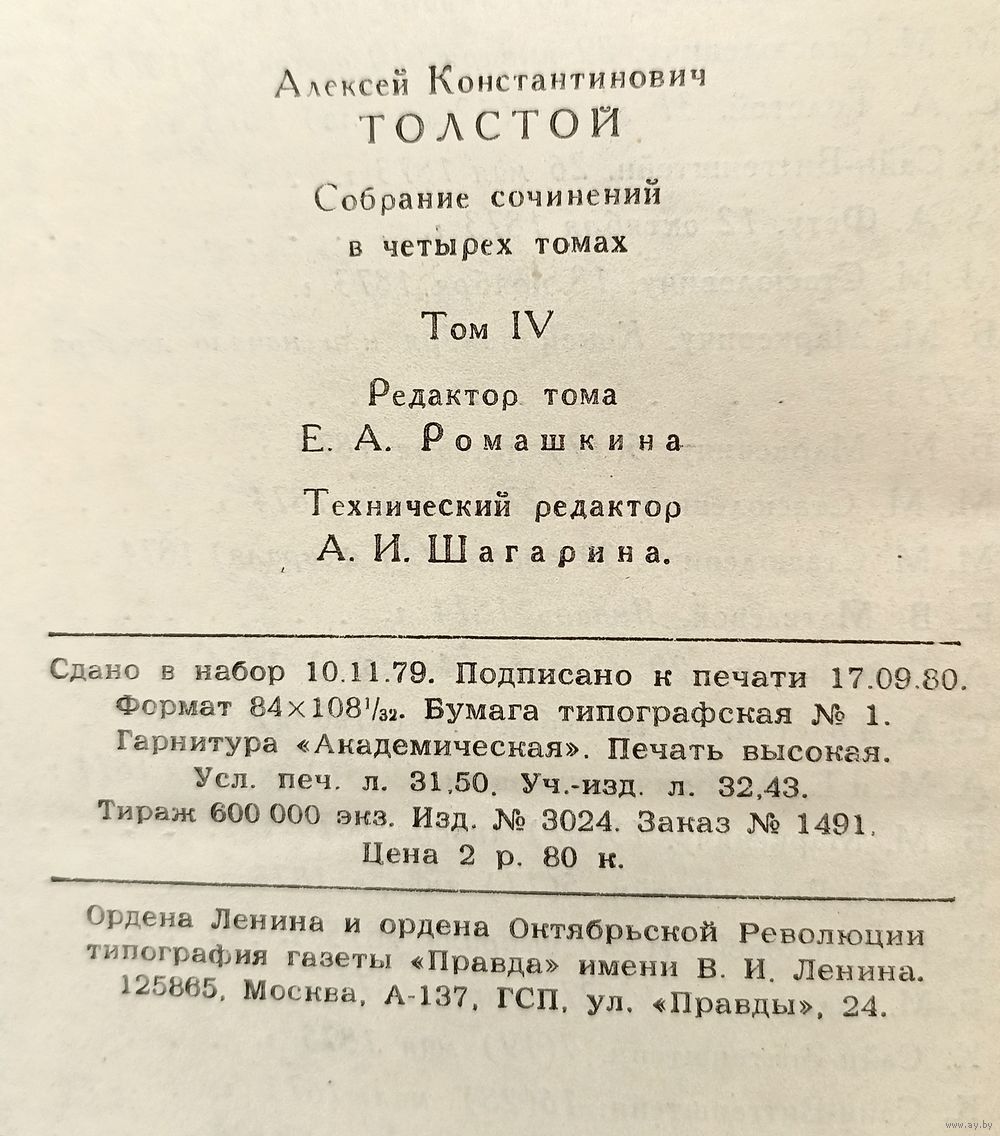 Алексей Константинович
ТОЛСТОЙ
Собрание сочинений
в четырех томах
Том IV
Редактор тома
Е. А. Ромашкина
Технический редактор
А. И. Шагарина.
Сдано в набор 10.11.79. Подписано к печати 17.09.80.
Формат 84×108¹/₃₂. Бумага типографская № 1.
Гарнитура «Академическая». Печать высокая.
Усл. печ. л. 31,50. Уч.-изд. л. 32,43.
Тираж 600 000 экз. Изд. № 3024. Заказ № 1491.
Цена 2 р. 80 к.
Ордена Ленина и ордена Октябрьской Революции
типография газеты «Правда» имени В. И. Ленина.
125865, Москва, А-137, ГСП, ул. «Правды», 24.
www.ay.by